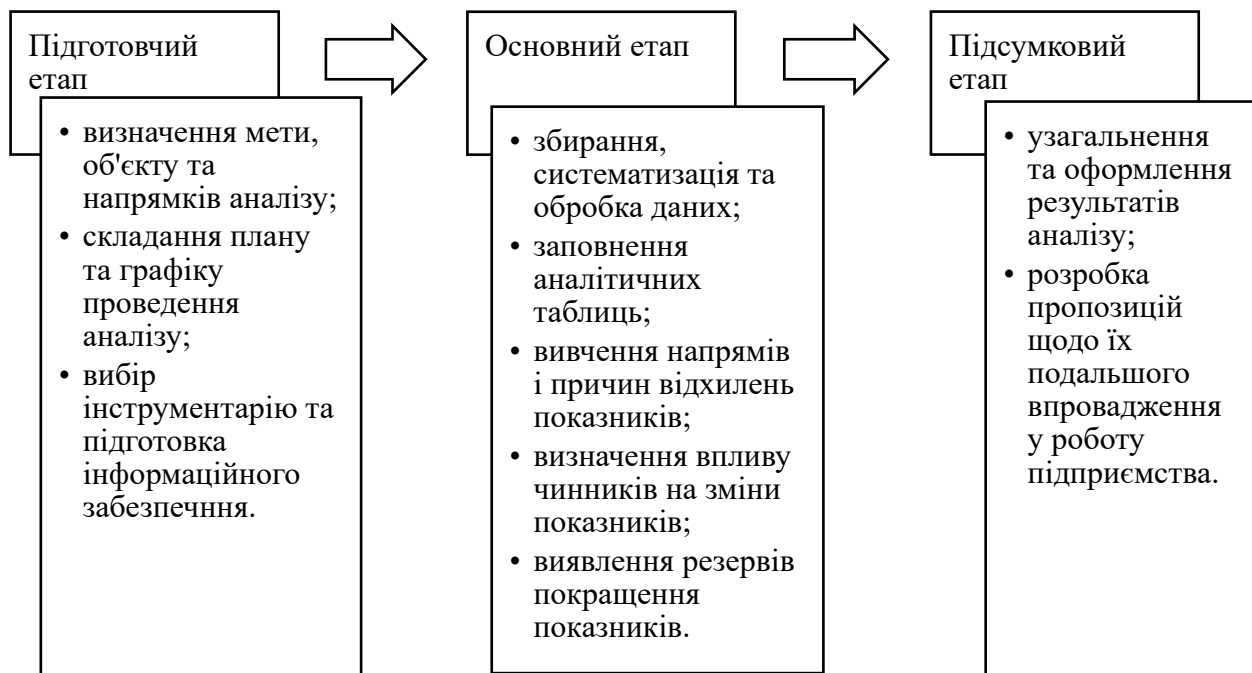 Підготовчий
етап
• визначення мети,
об'єкту та
напрямків аналізу;
• складання плану
та графіку
проведення
аналізу;
• вибір
інструментарію та
підготовка
інформаційного
забезпечння.
Основний етап
• збирання,
систематизація та
обробка даних;
• заповнення
аналітичних
таблиць;
• вивчення напрямів
і причин відхилень
показників;
• визначення впливу
чинників на зміни
показників;
• виявлення резервів
покращення
показників.
Підсумковий
етап
• узагальнення
та оформлення
результатів
аналізу;
• розробка
пропозицій
щодо їх
подальшого
впровадження
у роботу
підприємства.